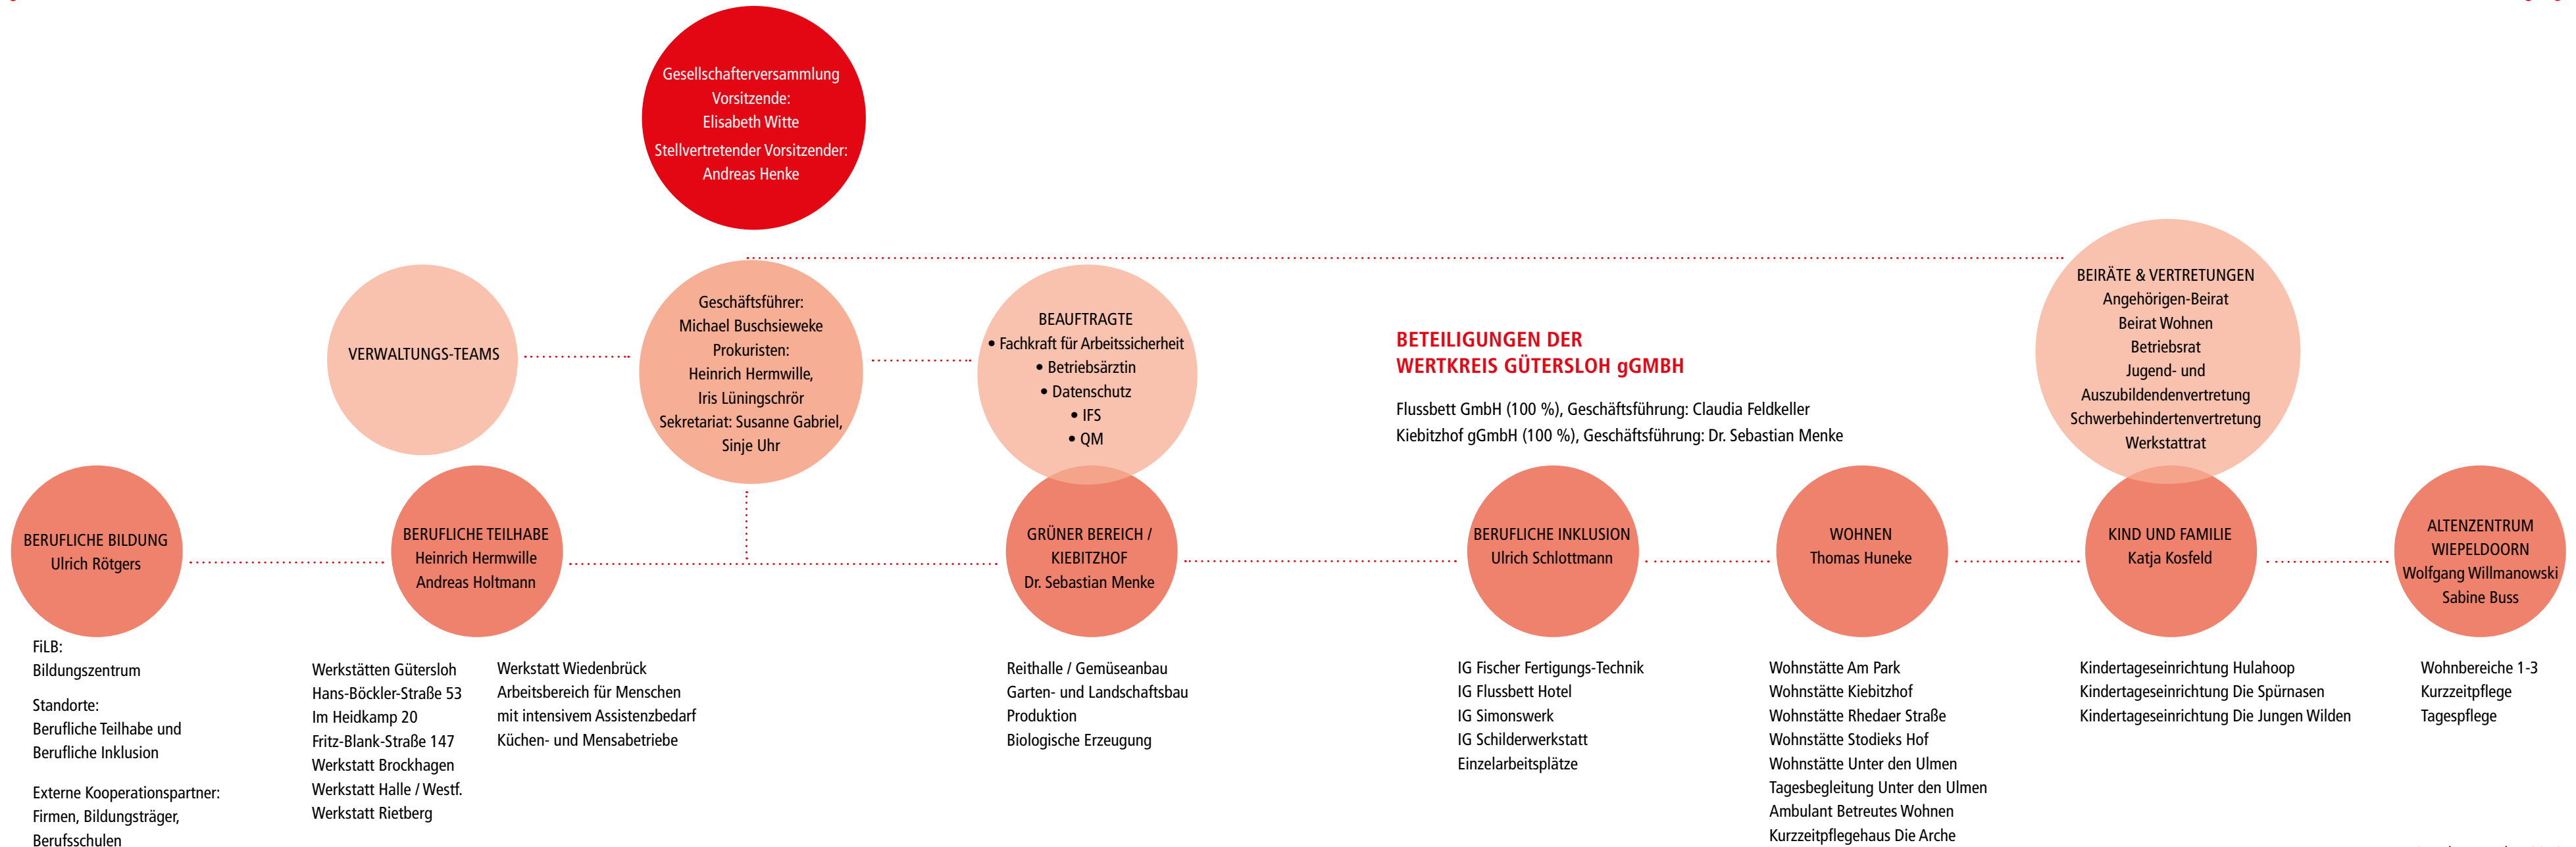 Gesellschafterversammlung
Vorsitzende:
Elisabeth Witte
Stellvertretender Vorsitzender:
Andreas Henke
VERWALTUNGS-TEAMS
Geschäftsführer:
Michael Buschsieweke
Prokuristen:
Heinrich Hermwille,
Iris Lüningschrör
Sekretariat: Susanne Gabriel,
Sinje Uhr
BEAUFTRAGTE
• Fachkraft für Arbeitssicherheit
• Betriebsärztin
• Datenschutz
• IFS
• QM
BETEILIGUNGEN DER
WERTKREIS GÜTERSLOH gGMBH
Flussbett GmbH (100 %), Geschäftsführung: Claudia Feldkeller
Kiebitzhof gGmbH (100 %), Geschäftsführung: Dr. Sebastian Menke
BEIRÄTE & VERTRETUNGEN
Angehörigen-Beirat
Beirat Wohnen
Betriebsrat
Jugend- und
Auszubildendenvertretung
Schwerbehindertenvertretung
Werkstattrat
BERUFLICHE BILDUNG
Ulrich Rötgers
FiLB:
Bildungszentrum
Standorte:
Berufliche Teilhabe und
Berufliche Inklusion
Externe Kooperationspartner:
Firmen, Bildungsträger,
Berufsschulen
BERUFLICHE TEILHABE
Heinrich Hermwille
Andreas Holtmann
Werkstätten Gütersloh
Hans-Böckler-Straße 53
Im Heidkamp 20
Fritz-Blank-Straße 147
Werkstatt Brockhagen
Werkstatt Halle / Westf.
Werkstatt Rietberg
Werkstatt Wiedenbrück
Arbeitsbereich für Menschen
mit intensivem Assistenzbedarf
Küchen- und Mensabetriebe
GRÜNER BEREICH /
KIEBITZHOF
Dr. Sebastian Menke
Reithalle / Gemüseanbau
Garten- und Landschaftsbau
Produktion
Biologische Erzeugung
BERUFLICHE INKLUSION
Ulrich Schlottmann
IG Fischer Fertigungs-Technik
IG Flussbett Hotel
IG Simonswerk
IG Schilderwerkstatt
Einzelarbeitsplätze
WOHNEN
Thomas Huneke
Wohnstätte Am Park
Wohnstätte Kiebitzhof
Wohnstätte Rhedaer Straße
Wohnstätte Stodieks Hof
Wohnstätte Unter den Ulmen
Tagesbegleitung Unter den Ulmen
Ambulant Betreutes Wohnen
Kurzzeitpflegehaus Die Arche
KIND UND FAMILIE
Katja Kosfeld
Kindertageseinrichtung Hulahoop
Kindertageseinrichtung Die Spürnasen
Kindertageseinrichtung Die Jungen Wilden
ALTENZENTRUM
WIEPELDOORN
Wolfgang Willmanowski
Sabine Buss
Wohnbereiche 1-3
Kurzzeitpflege
Tagespflege